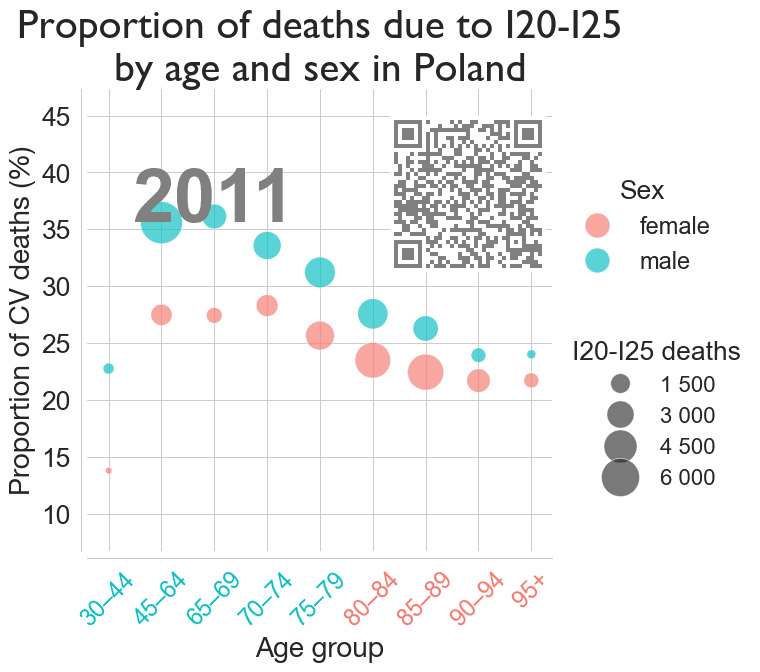 Proportion of deaths due to I20-I25
by age and sex in Poland
Proportion of CV deaths (%)
45
40
35
30
25
20
15
10
2011
Sex
female
male
I20-I25 deaths
1 500
3 000
4 500
6 000
30–44
45–64
65–69
70–74
75–79
80–84
85–89
90–94
95+
Age group